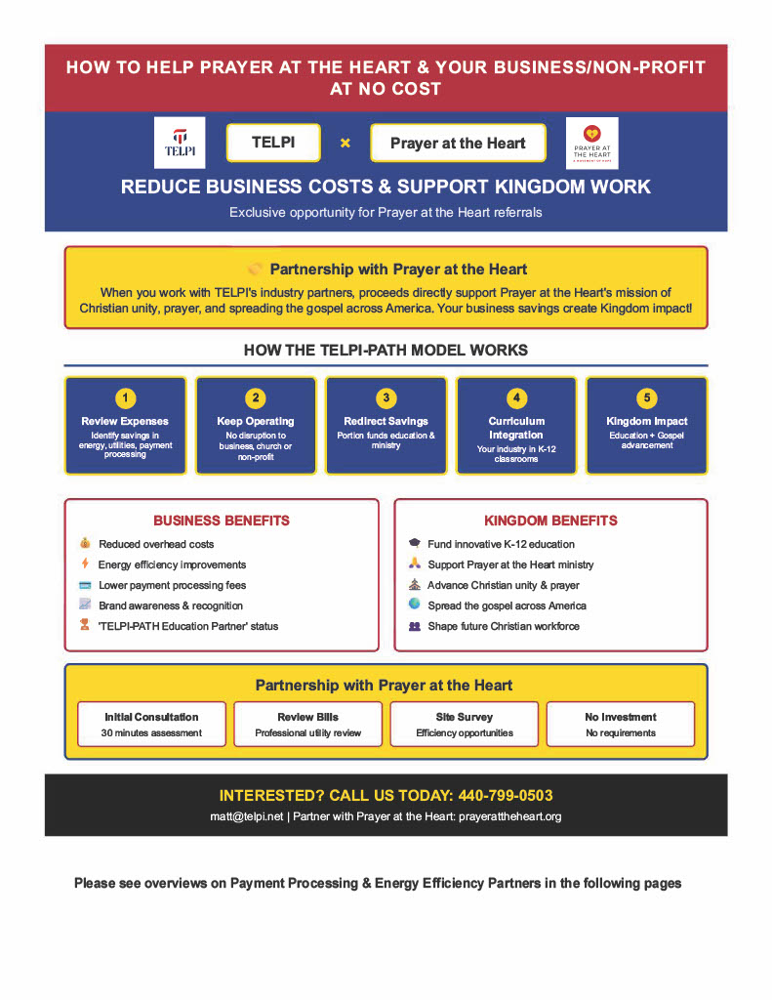 HOW TO HELP PRAYER AT THE HEART & YOUR BUSINESS/NON-PROFIT
AT NO COST
TELPI
TELPI
×
Prayer at the Heart
PRAYER AT
THE HEART
A MOVEMENT OF HOPE
REDUCE BUSINESS COSTS & SUPPORT KINGDOM WORK
Exclusive opportunity for Prayer at the Heart referrals
Partnership with Prayer at the Heart
When you work with TELPI's industry partners, proceeds directly support Prayer at the Heart's mission of
Christian unity, prayer, and spreading the gospel across America. Your business savings create Kingdom impact!
HOW THE TELPI-PATH MODEL WORKS
1
Review Expenses
Identify savings in
energy, utilities, payment
processing
2
Keep Operating
No disruption to
business, church or
non-profit
3
Redirect Savings
Portion funds education &
ministry
4
Curriculum
Integration
Your industry in K-12
classrooms
5
Kingdom Impact
Education + Gospel
advancement
BUSINESS BENEFITS
Reduced overhead costs
Energy efficiency improvements
Lower payment processing fees
Brand awareness & recognition
'TELPI-PATH Education Partner' status
KINGDOM BENEFITS
Fund innovative K-12 education
Support Prayer at the Heart ministry
Advance Christian unity & prayer
Spread the gospel across America
Shape future Christian workforce
Partnership with Prayer at the Heart
Initial Consultation
30 minutes assessment
Review Bills
Professional utility review
Site Survey
Efficiency opportunities
No Investment
No requirements
INTERESTED? CALL US TODAY: 440-799-0503
matt@telpi.net | Partner with Prayer at the Heart: prayerattheheart.org
Please see overviews on Payment Processing & Energy Efficiency Partners in the following pages